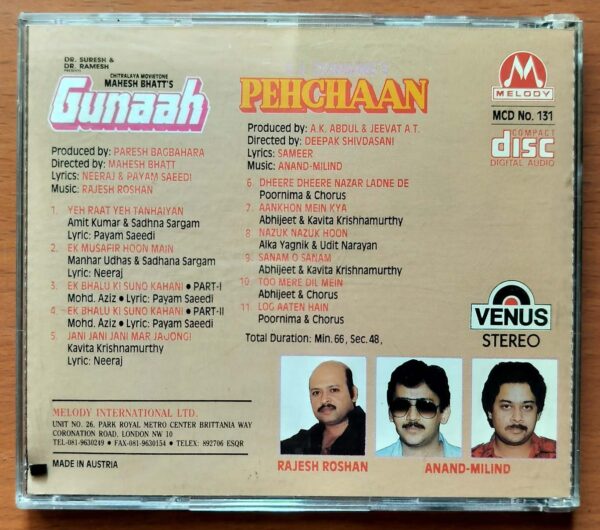 DR. SURESH &
DR. RAMESH
PRESENTS
CHITRALAYA MOVIETONE
MAHESH BHATT'S
Gunaah
Produced by: PARESH BAGBAHARA
Directed by: MAHESH BHATT
Lyrics: NEERAJ & PAYAM SAEEDI
Music: RAJESH ROSHAN
1. YEH RAAT YEH TANHAIYAN
Amit Kumar & Sadhna Sargam
Lyric: Payam Saeedi
2. EK MUSAFIR HOON MAIN
Manhar Udhas & Sadhana Sargam
Lyric: Neeraj
3. EK BHALU KI SUNO KAHANI • PART-I
Mohd. Aziz • Lyric: Payam Saeedi
4. EK BHALU KI SUNO KAHANI • PART-II
Mohd. Aziz • Lyric: Payam Saeedi
5. JANI JANI JANI MAR JAUONGI
Kavita Krishnamurthy
Lyric: Neeraj
PEHCHAAN
Produced by: A.K. ABDUL & JEEVAT A.T.
Directed by: DEEPAK SHIVDASANI
Lyrics: SAMEER
Music: ANAND-MILIND
6 DHEERE DHEERE NAZAR LADNE DE
Poornima & Chorus
7 AANKHON MEIN KYA
Abhijeet & Kavita Krishnamurthy
8 NAZUK NAZUK HOON
Alka Yagnik & Udit Narayan
9 SANAM O SANAM
Abhijeet & Kavita Krishnamurthy
10 TOO MERE DIL MEIN
Abhijeet & Chorus
11 LOG AATEN HAIN
Poornima & Chorus
Total Duration: Min. 66, Sec. 48,
M
MELODY
MCD No. 131
COMPACT
disc
DIGITAL AUDIO
VENUS
STEREO
RAJESH ROSHAN
ANAND-MILIND
MELODY INTERNATIONAL LTD.
UNIT NO. 26, PARK ROYAL METRO CENTER BRITTANIA WAY
CORONATION ROAD, LONDON NW 10
TEL-081-9630249 • FAX-081-9630154 • TELEX: 892706 ESQR
MADE IN AUSTRIA